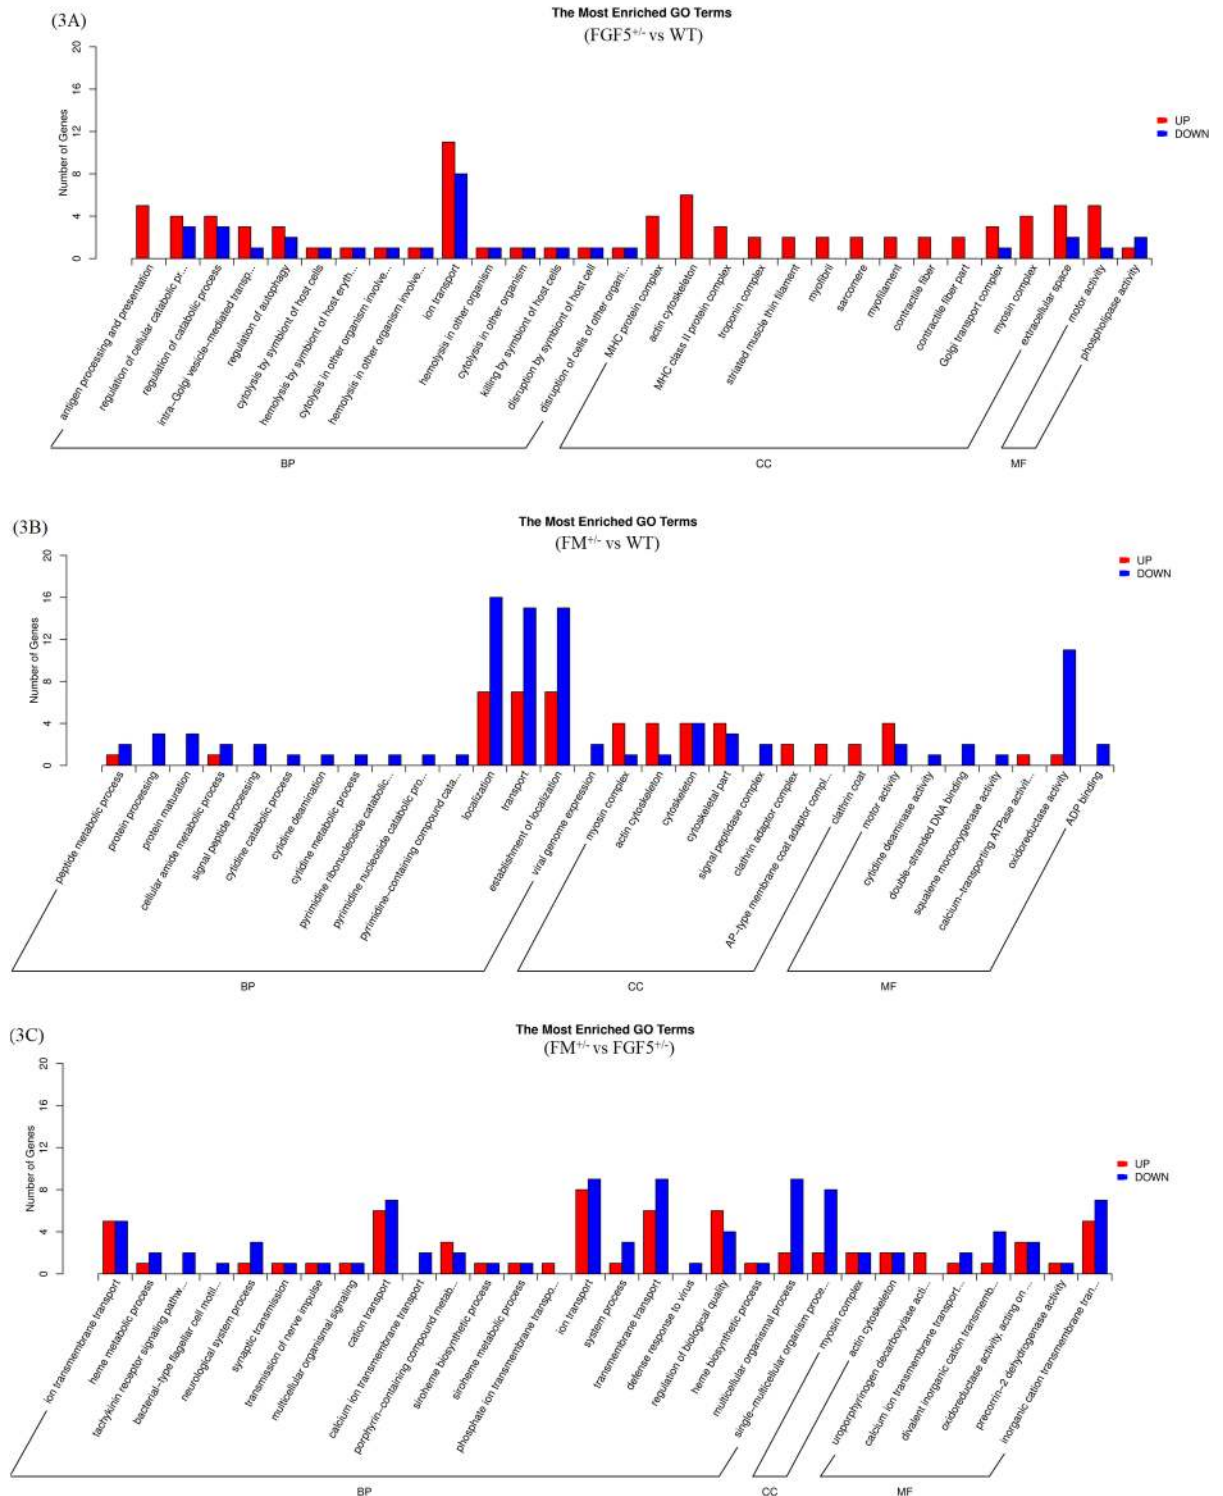 (3A)
The Most Enriched GO Terms
(FGF5+/- vs WT)
Number of Genes
0
4
8
12
16
20
UP
DOWN
antigen processing and presentation
regulation of cellular catabolic pr...
regulation of catabolic process
intra-Golgi vesicle-mediated transp...
regulation of autophagy
cytolysis by symbiont of host cells
hemolysis by symbiont of host eryth...
cytolysis in other organism involve...
hemolysis in other organism involve...
ion transport
hemolysis in other organism
cytolysis in other organism
killing by symbiont of host cells
disruption by symbiont of host cell
disruption of cells of other organi...
MHC protein complex
actin cytoskeleton
MHC class II protein complex
troponin complex
striated muscle thin filament
myofibril
sarcomere
myofilament
contractile fiber
contractile fiber part
Golgi transport complex
myosin complex
extracellular space
motor activity
phospholipase activity
BP
CC
MF
(3B)
The Most Enriched GO Terms
(FM+/- vs WT)
Number of Genes
0
4
8
12
16
20
UP
DOWN
peptide metabolic process
protein processing
protein maturation
cellular amide metabolic process
signal peptide processing
cytidine catabolic process
cytidine deamination
cytidine metabolic process
pyrimidine ribonucleoside catabolic...
pyrimidine nucleoside catabolic pro...
pyrimidine-containing compound cata...
localization
transport
establishment of localization
viral genome expression
myosin complex
actin cytoskeleton
cytoskeleton
cytoskeletal part
signal peptidase complex
clathrin adaptor complex
AP-type membrane coat adaptor compl...
clathrin coat
motor activity
cytidine deaminase activity
double-stranded DNA binding
squalene monooxygenase activity
calcium-transporting ATPase activit...
oxidoreductase activity
ADP binding
BP
CC
MF
(3C)
The Most Enriched GO Terms
(FM+/- vs FGF5+/-)
Number of Genes
0
4
8
12
16
20
UP
DOWN
ion transmembrane transport
heme metabolic process
tachykinin receptor signaling pathw...
bacterial-type flagellar cell motil...
neurological system process
synaptic transmission
transmission of nerve impulse
multicellular organismal signaling
cation transport
calcium ion transmembrane transport
porphyrin-containing compound metab...
siroheme biosynthetic process
siroheme metabolic process
phosphate ion transmembrane transpo...
ion transport
system process
transmembrane transport
defense response to virus
regulation of biological quality
heme biosynthetic process
multicellular organismal process
single-multicellular organism proce...
myosin complex
actin cytoskeleton
uroporphyrinogen decarboxylase acti...
calcium ion transmembrane transport...
divalent inorganic cation transmemb...
oxidoreductase activity, acting on ...
precorrin-2 dehydrogenase activity
inorganic cation transmembrane tran...
BP
CC
MF